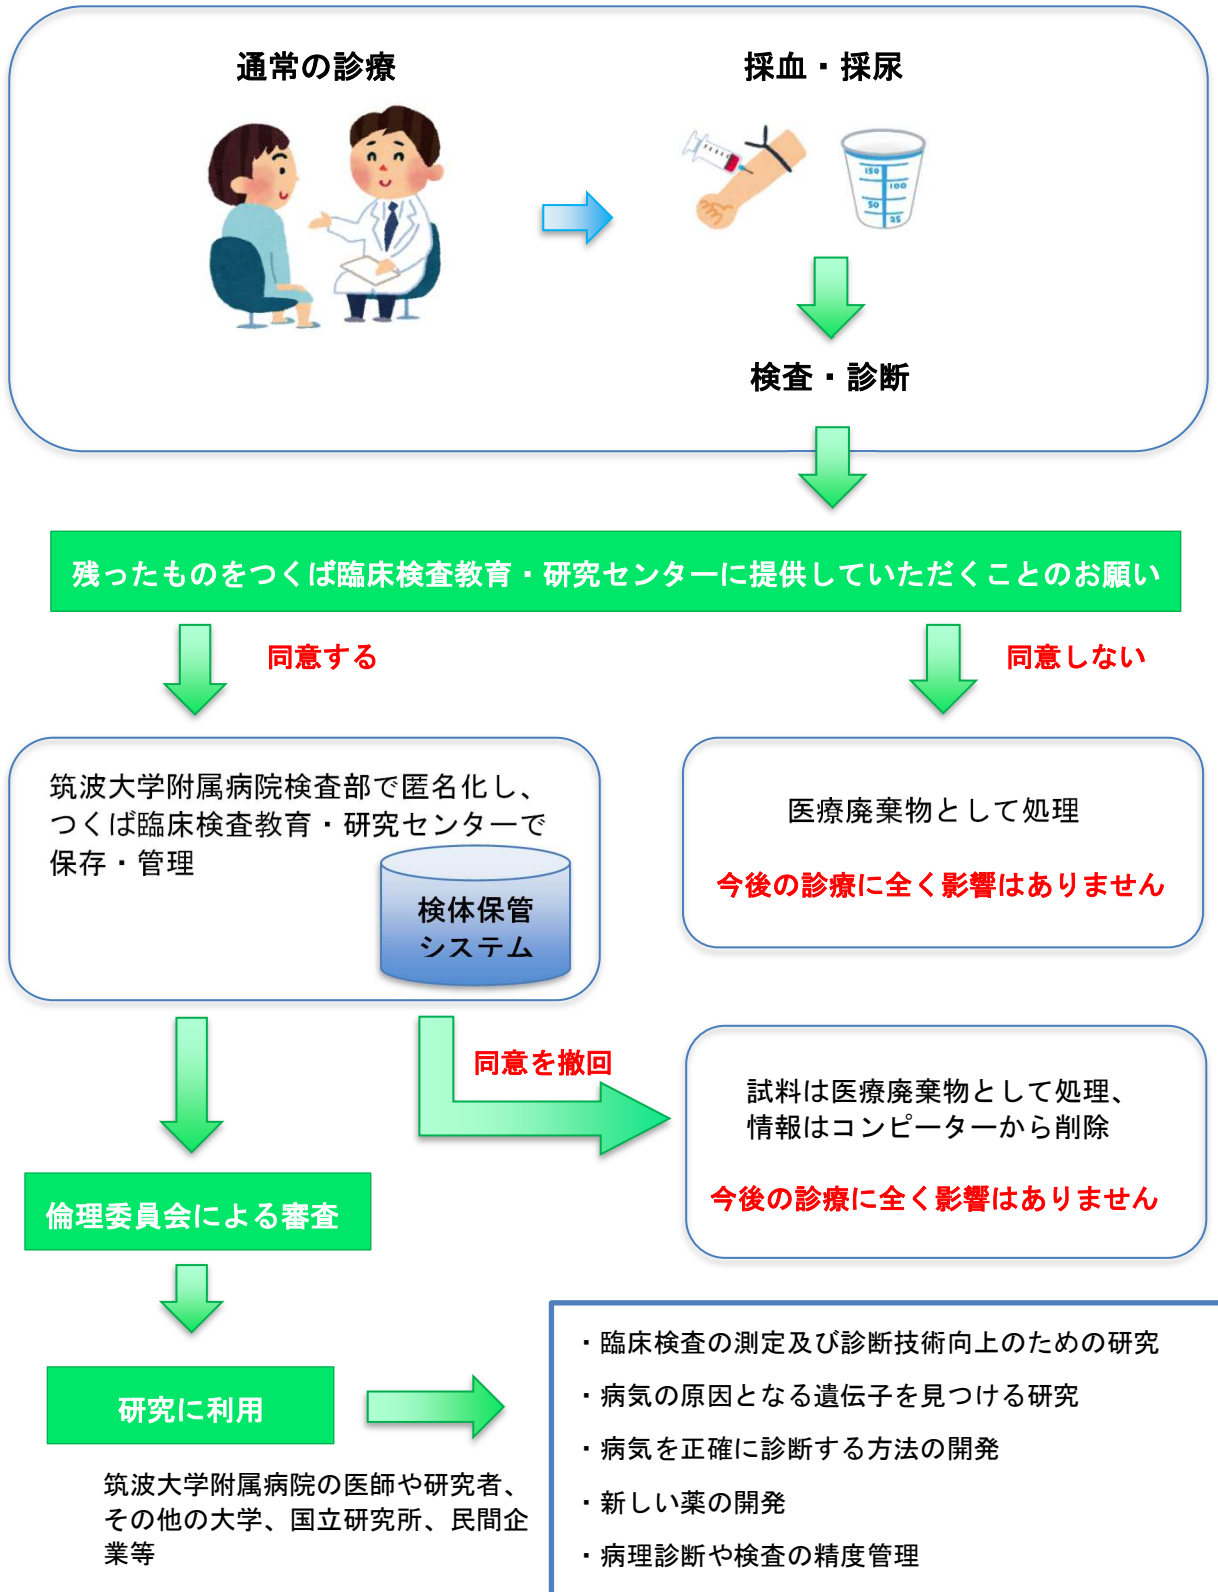 通常の診療
採血・採尿
150
100
50
25
検査・診断
残ったものをつくば臨床検査教育・研究センターに提供していただくことのお願い
同意する
同意しない
筑波大学附属病院検査部で匿名化し、
つくば臨床検査教育・研究センターで
保存・管理
検体保管
システム
医療廃棄物として処理
今後の診療に全く影響はありません
同意を撤回
試料は医療廃棄物として処理、
情報はコンピーターから削除
今後の診療に全く影響はありません
倫理委員会による審査
研究に利用
筑波大学附属病院の医師や研究者、
その他の大学、国立研究所、民間企
業等
・臨床検査の測定及び診断技術向上のための研究
・病気の原因となる遺伝子を見つける研究
・病気を正確に診断する方法の開発
・新しい薬の開発
・病理診断や検査の精度管理